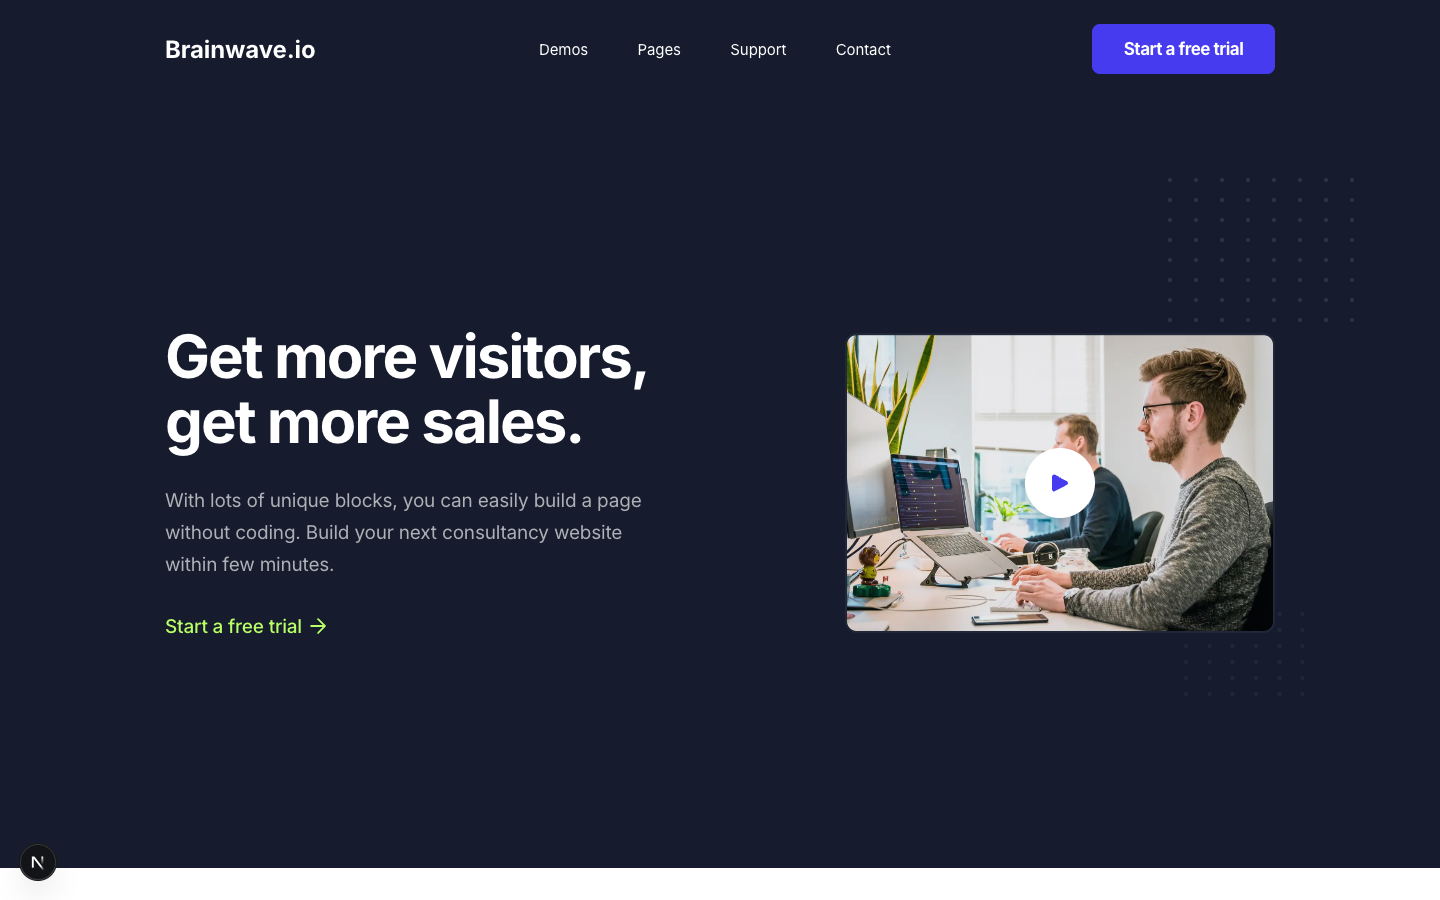 Brainwave.io
Demos
Pages
Support
Contact
Start a free trial
Get more visitors,
get more sales.
With lots of unique blocks, you can easily build a page
without coding. Build your next consultancy website
within few minutes.
Start a free trial
N